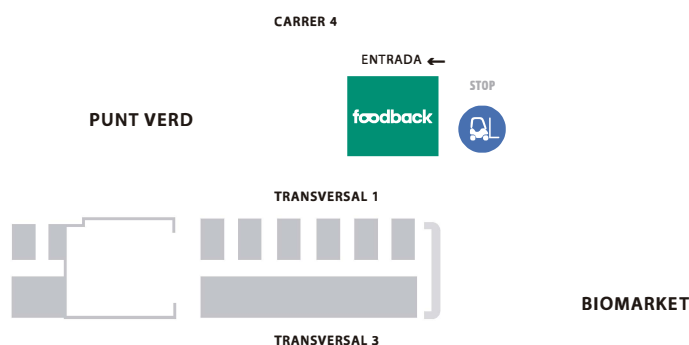 CARRER 4
ENTRADA ←
STOP
foodback
PUNT VERD
TRANSVERSAL 1
BIOMARKET
TRANSVERSAL 3